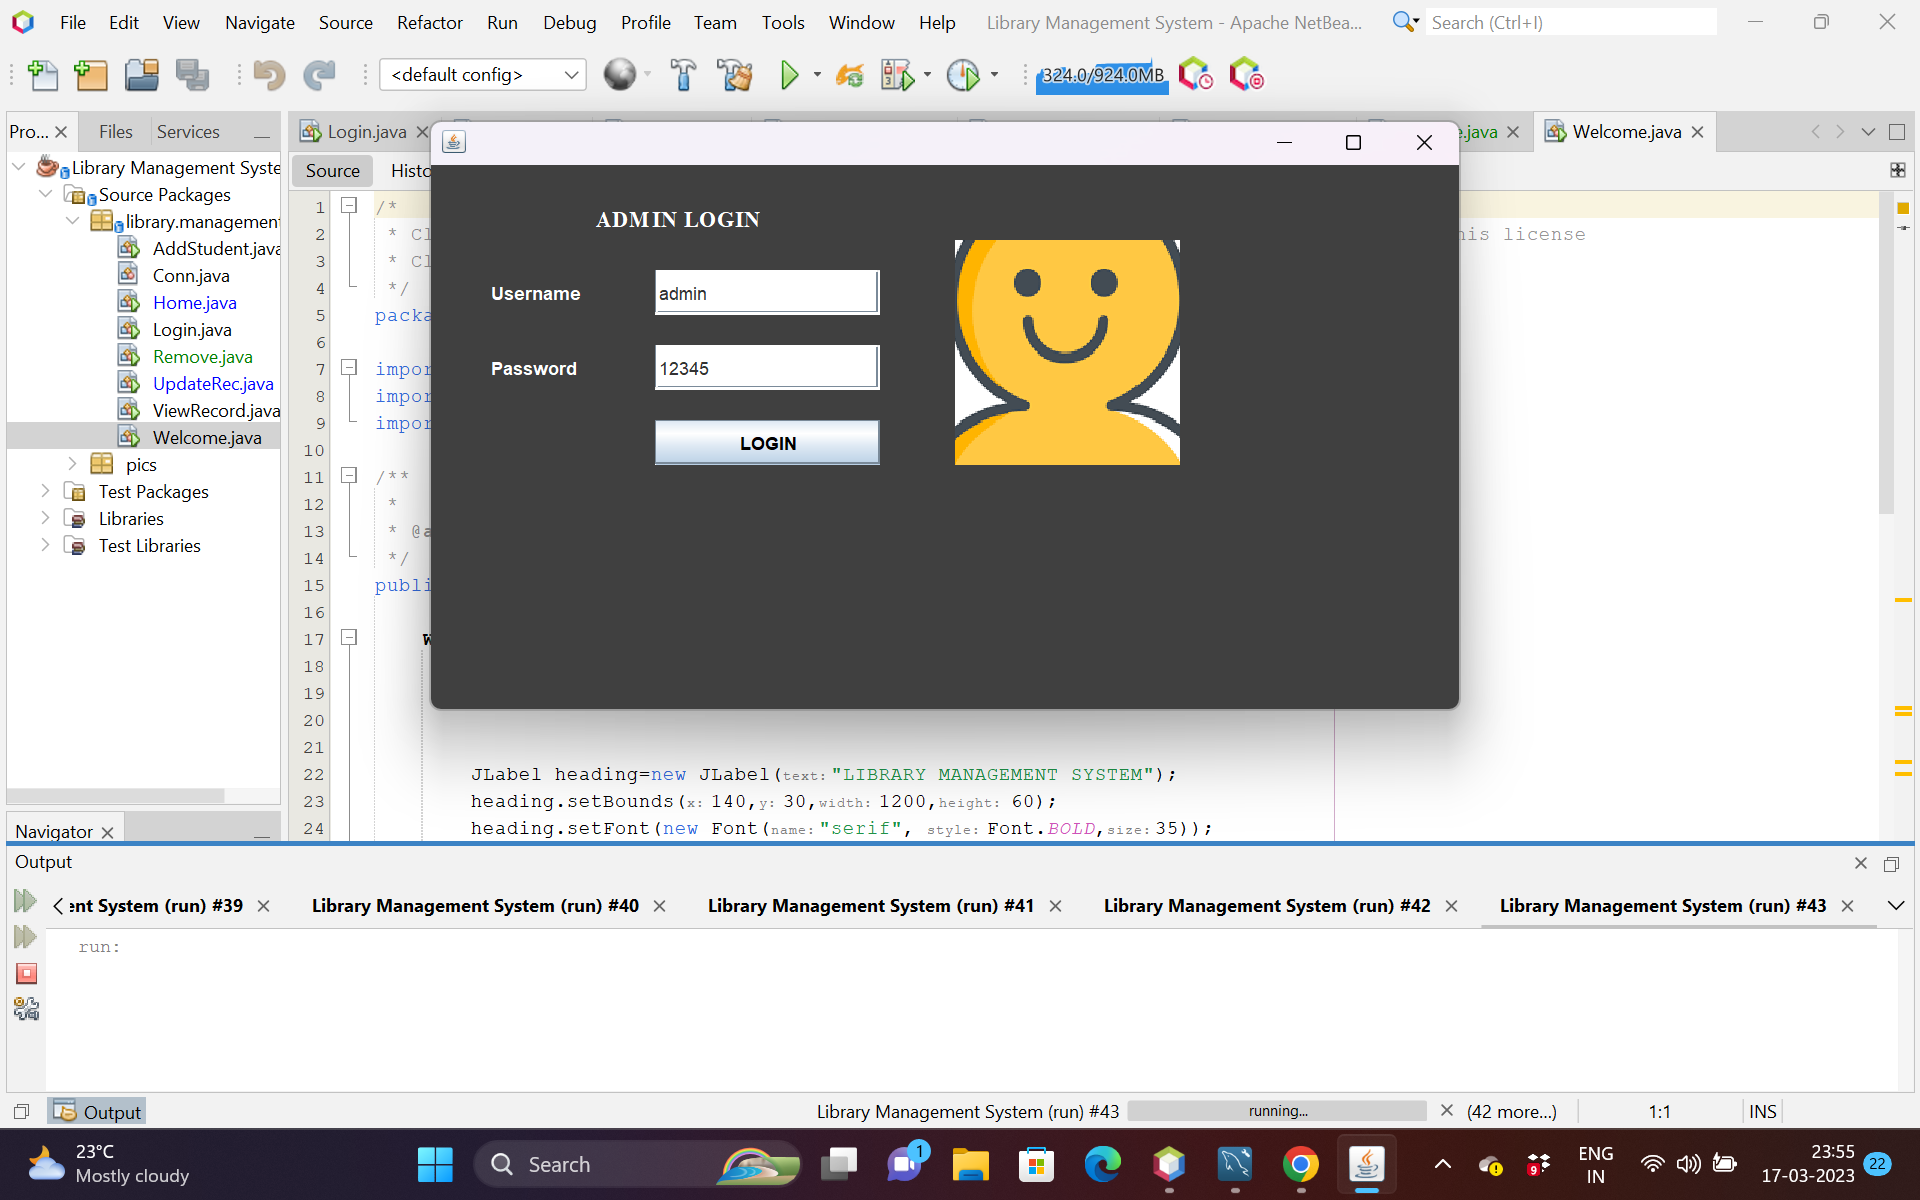 File Edit View Navigate Source Refactor Run Debug Profile Team Tools Window Help Library Management System - Apache NetBea... Search (Ctrl+I)
<default config> 324.0/924.0MB
Pro... Files Services Login.java .java Welcome.java
Source
Library Management Syste
Source Packages
library.management
AddStudent.java
Conn.java
Home.java
Login.java
Remove.java
UpdateRec.java
ViewRecord.java
Welcome.java
pics
Test Packages
Libraries
Test Libraries
Navigator
1 /*
2 * Cl his license
3 * Cl
4 */
5 packa
6
7 impor
8 impor
9 impor
10
11 /**
12 *
13 * @a
14 */
15 publi
16
17 W
18
19
20
21
22 JLabel heading=new JLabel(text:"LIBRARY MANAGEMENT SYSTEM");
23 heading.setBounds(x: 140,y: 30,width: 1200,height: 60);
24 heading.setFont(new Font(name:"serif", style: Font.BOLD,size: 35));
ADMIN LOGIN
Username admin
Password 12345
LOGIN
Output
ent System (run) #39 Library Management System (run) #40 Library Management System (run) #41 Library Management System (run) #42 Library Management System (run) #43
run:
Output Library Management System (run) #43 running... (42 more...) 1:1 INS
23°C
Mostly cloudy
Search
1
9
ENG
IN
23:55
17-03-2023
22